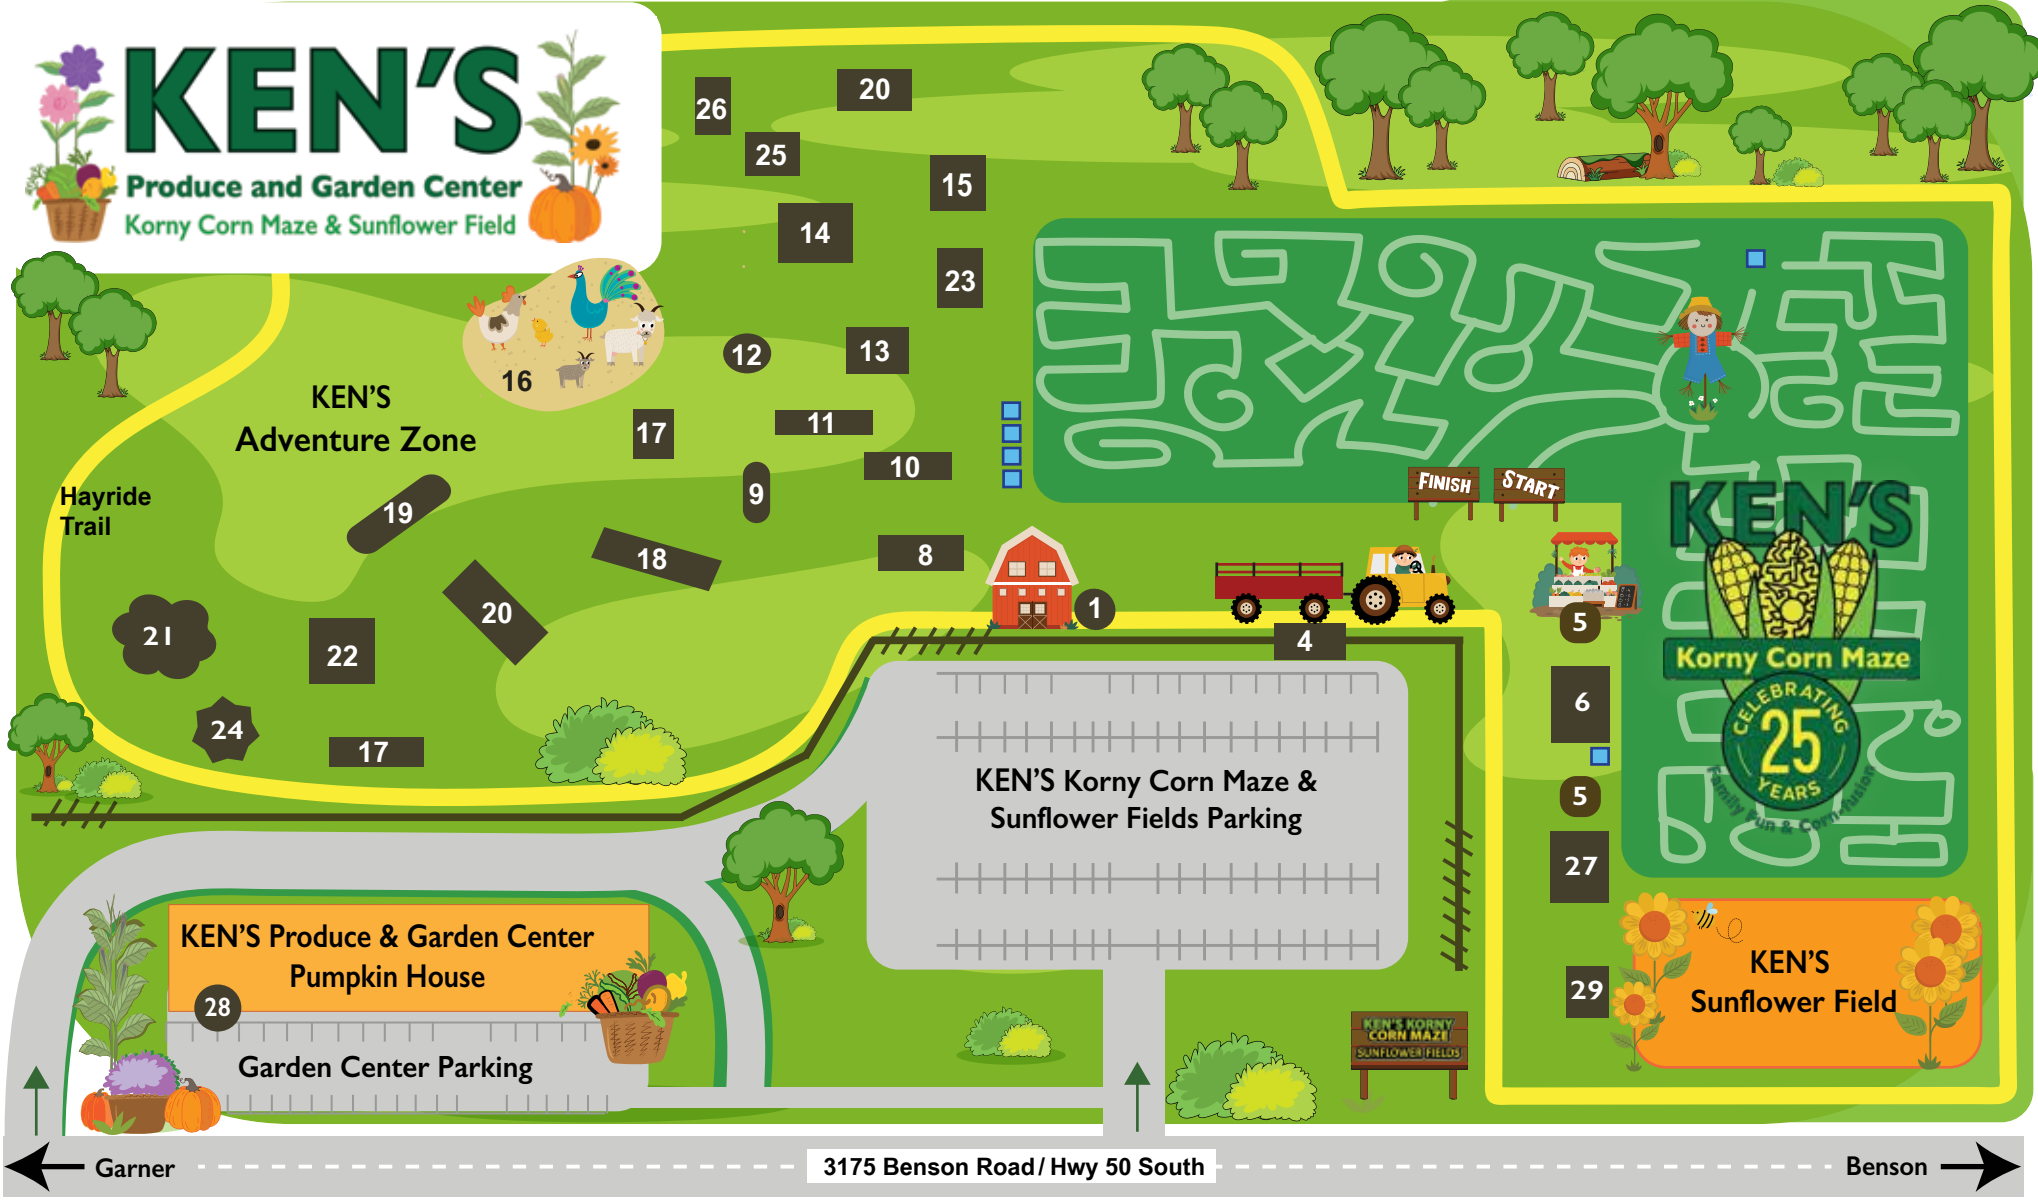 KEN'S
Produce and Garden Center
Korny Corn Maze & Sunflower Field
26
20
25
15
14
23
12
13
16
KEN'S
Adventure Zone
17
11
10
9
Hayride
Trail
19
18
8
20
1
4
21
22
24
17
FINISH
START
5
6
5
27
29
KEN'S
Korny Corn Maze
CELEBRATING
25
YEARS
Family Fun & Corn-fusion
KEN'S Korny Corn Maze &
Sunflower Fields Parking
KEN'S Produce & Garden Center
Pumpkin House
28
Garden Center Parking
KEN'S
Sunflower Field
KEN'S KORNY
CORN MAZE
SUNFLOWER FIELDS
Garner
3175 Benson Road/ Hwy 50 South
Benson